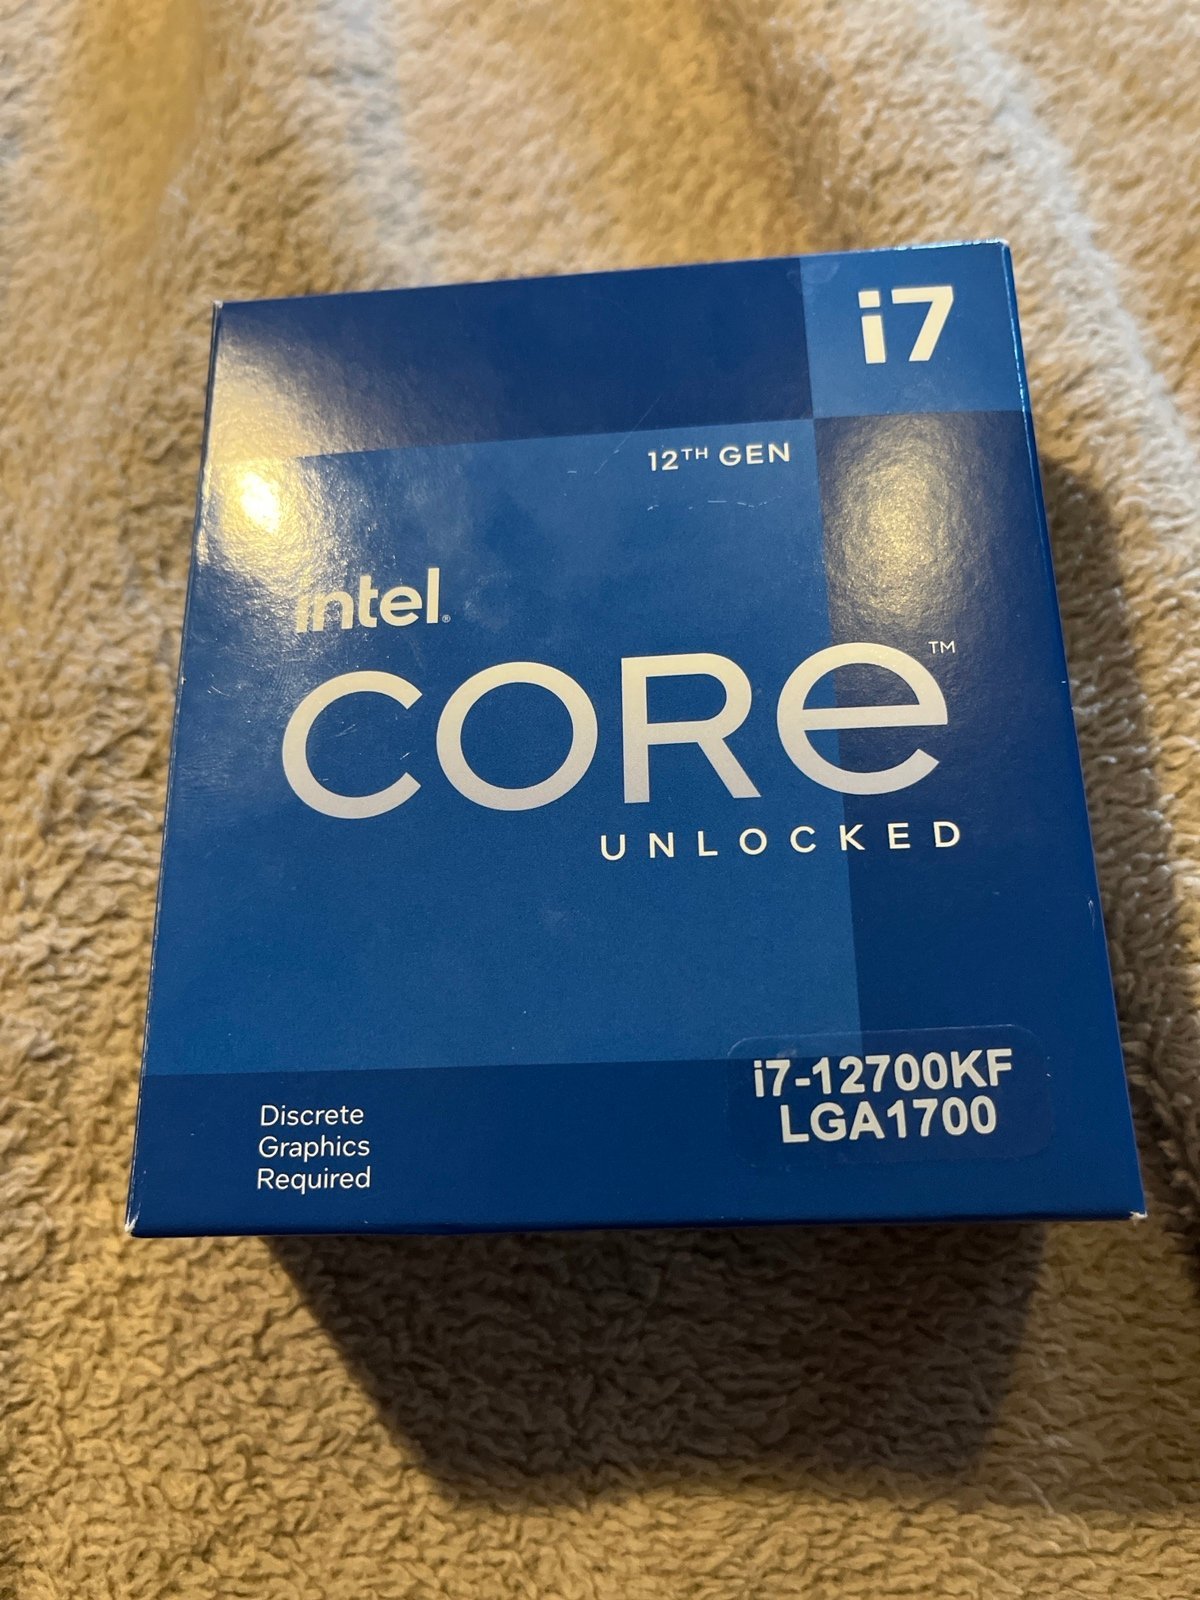 i7
12TH GEN
intel®
CORe™
UNLOCKED
i7-12700KF
LGA1700
Discrete
Graphics
Required